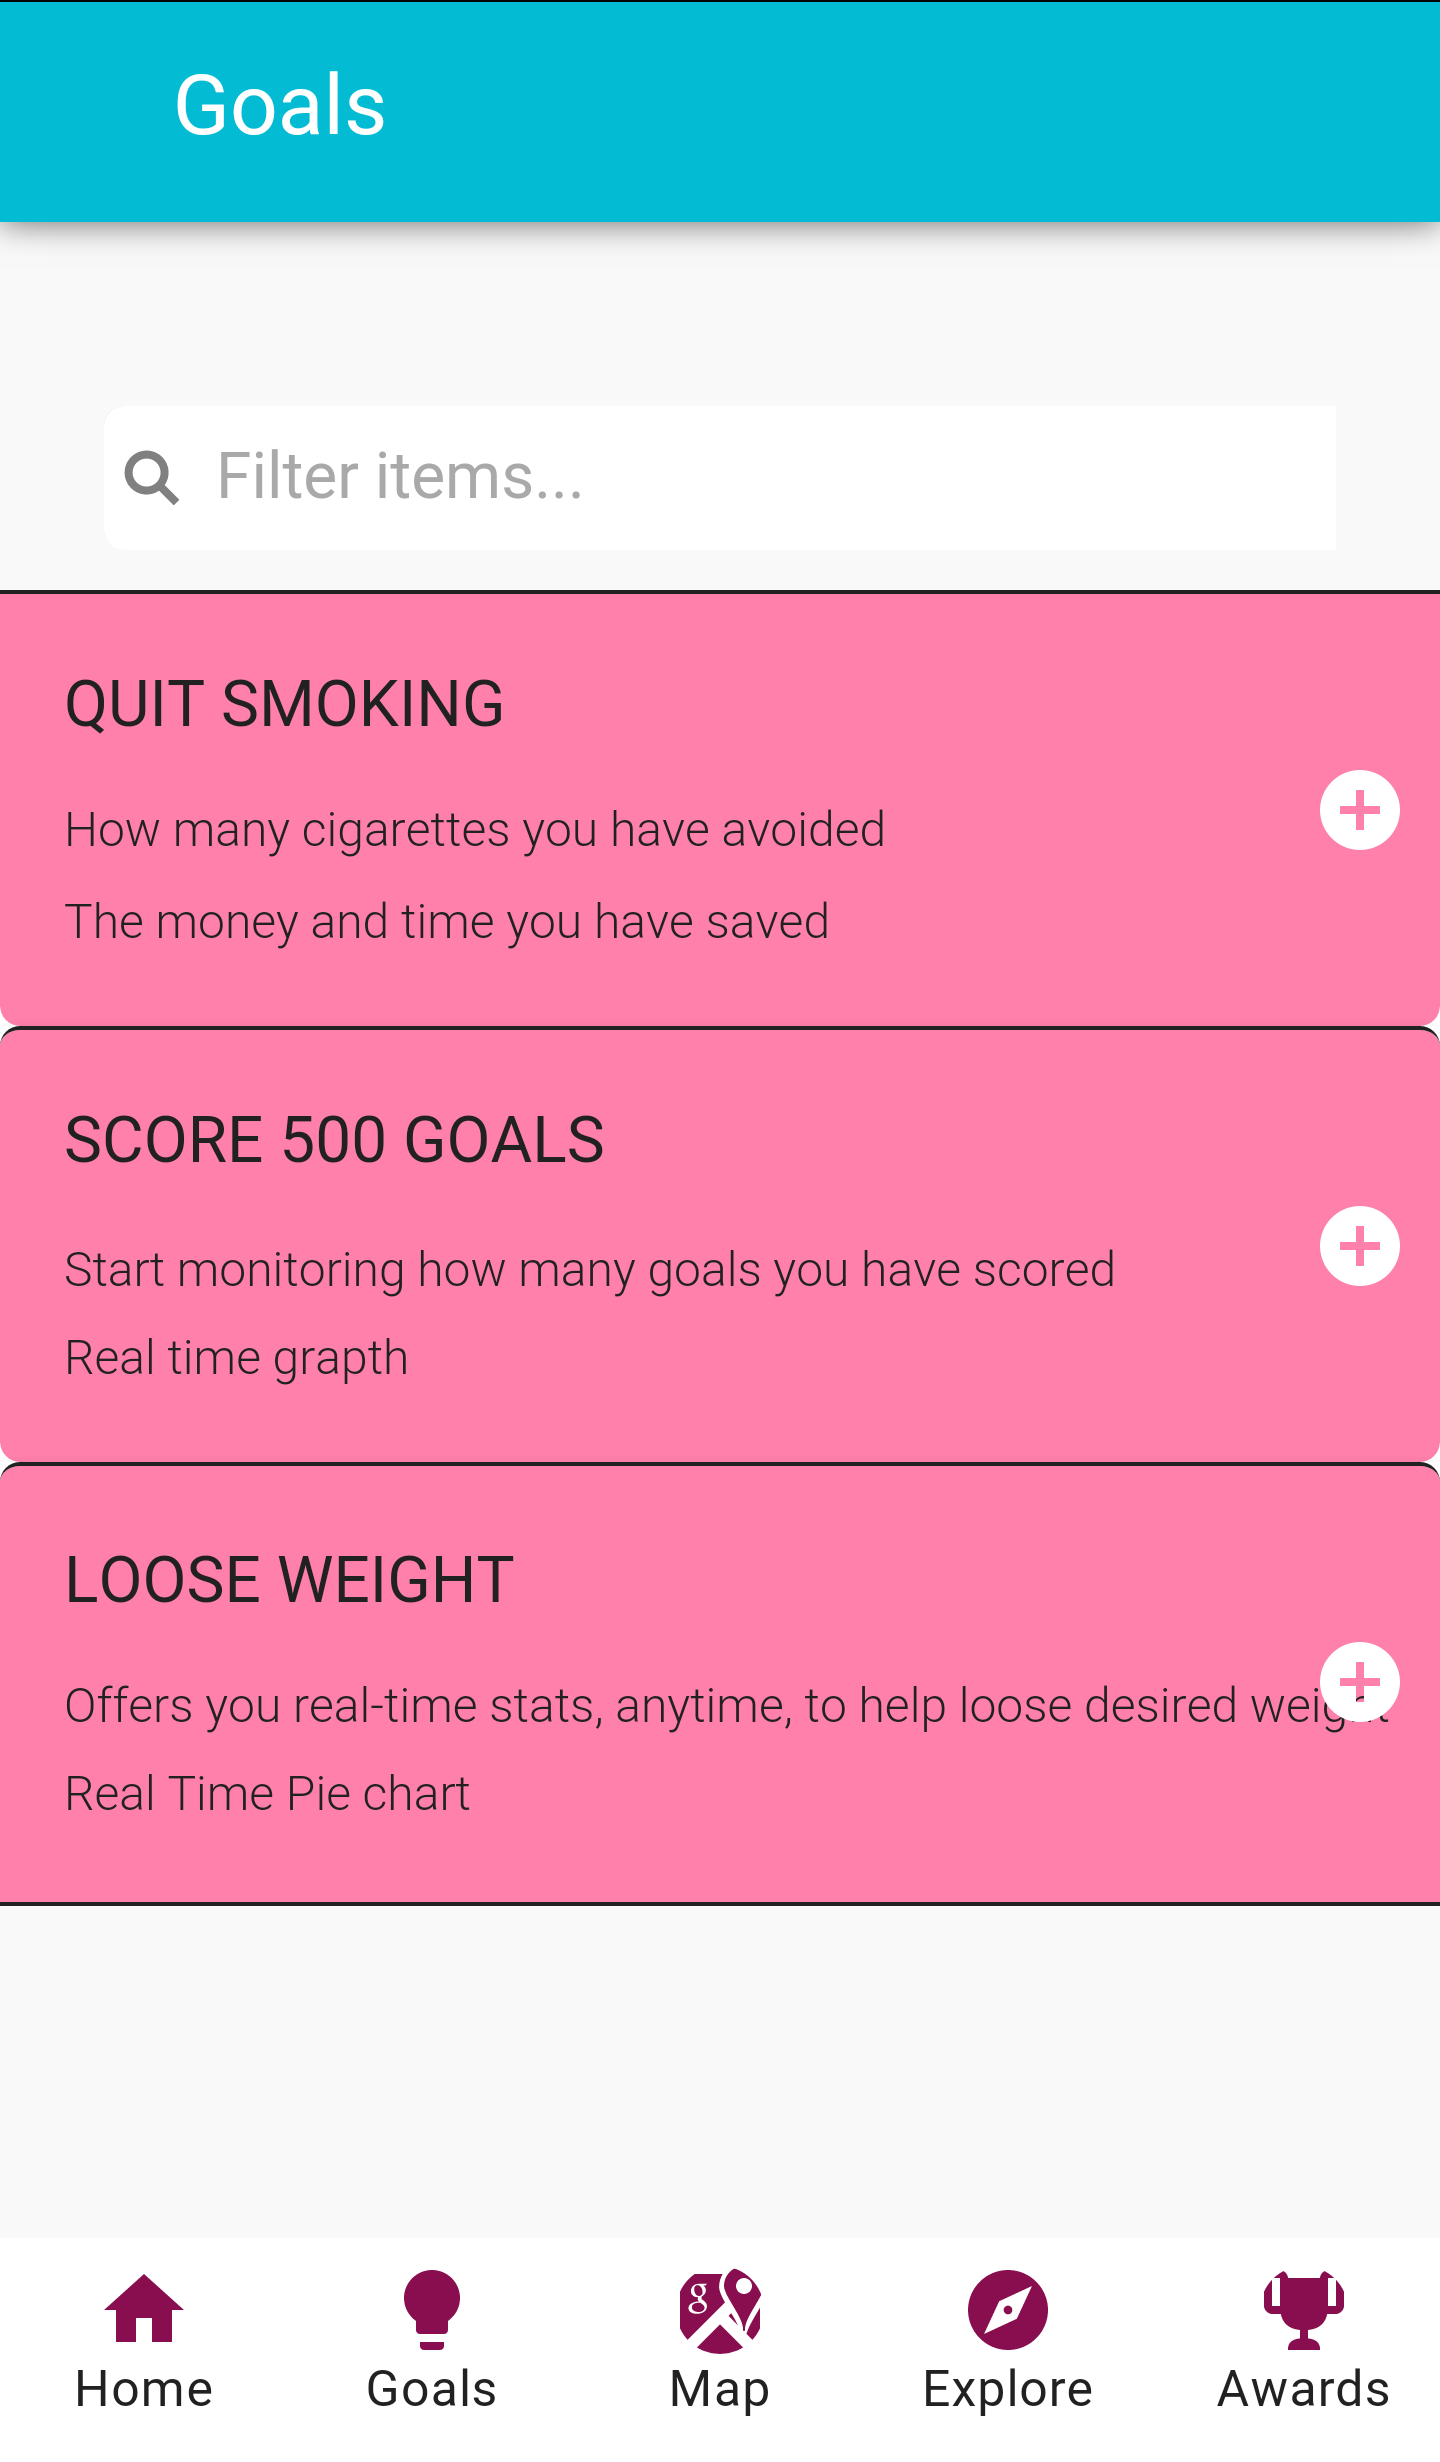 Goals
Filter items...
QUIT SMOKING
How many cigarettes you have avoided
The money and time you have saved
SCORE 500 GOALS
Start monitoring how many goals you have scored
Real time grapth
LOOSE WEIGHT
Offers you real-time stats, anytime, to help loose desired weight
Real Time Pie chart
Home
Goals
Map
Explore
Awards